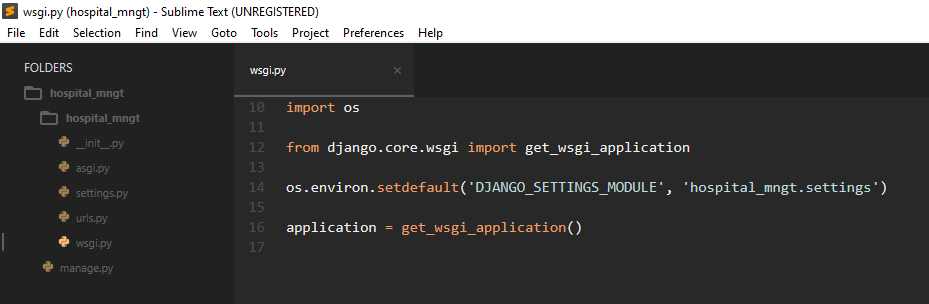 wsgi.py (hospital_mngt) - Sublime Text (UNREGISTERED)
File Edit Selection Find View Goto Tools Project Preferences Help
FOLDERS
hospital_mngt
hospital_mngt
__init__.py
asgi.py
settings.py
urls.py
wsgi.py
manage.py
wsgi.py ×
10 import os
11
12 from django.core.wsgi import get_wsgi_application
13
14 os.environ.setdefault('DJANGO_SETTINGS_MODULE', 'hospital_mngt.settings')
15
16 application = get_wsgi_application()
17